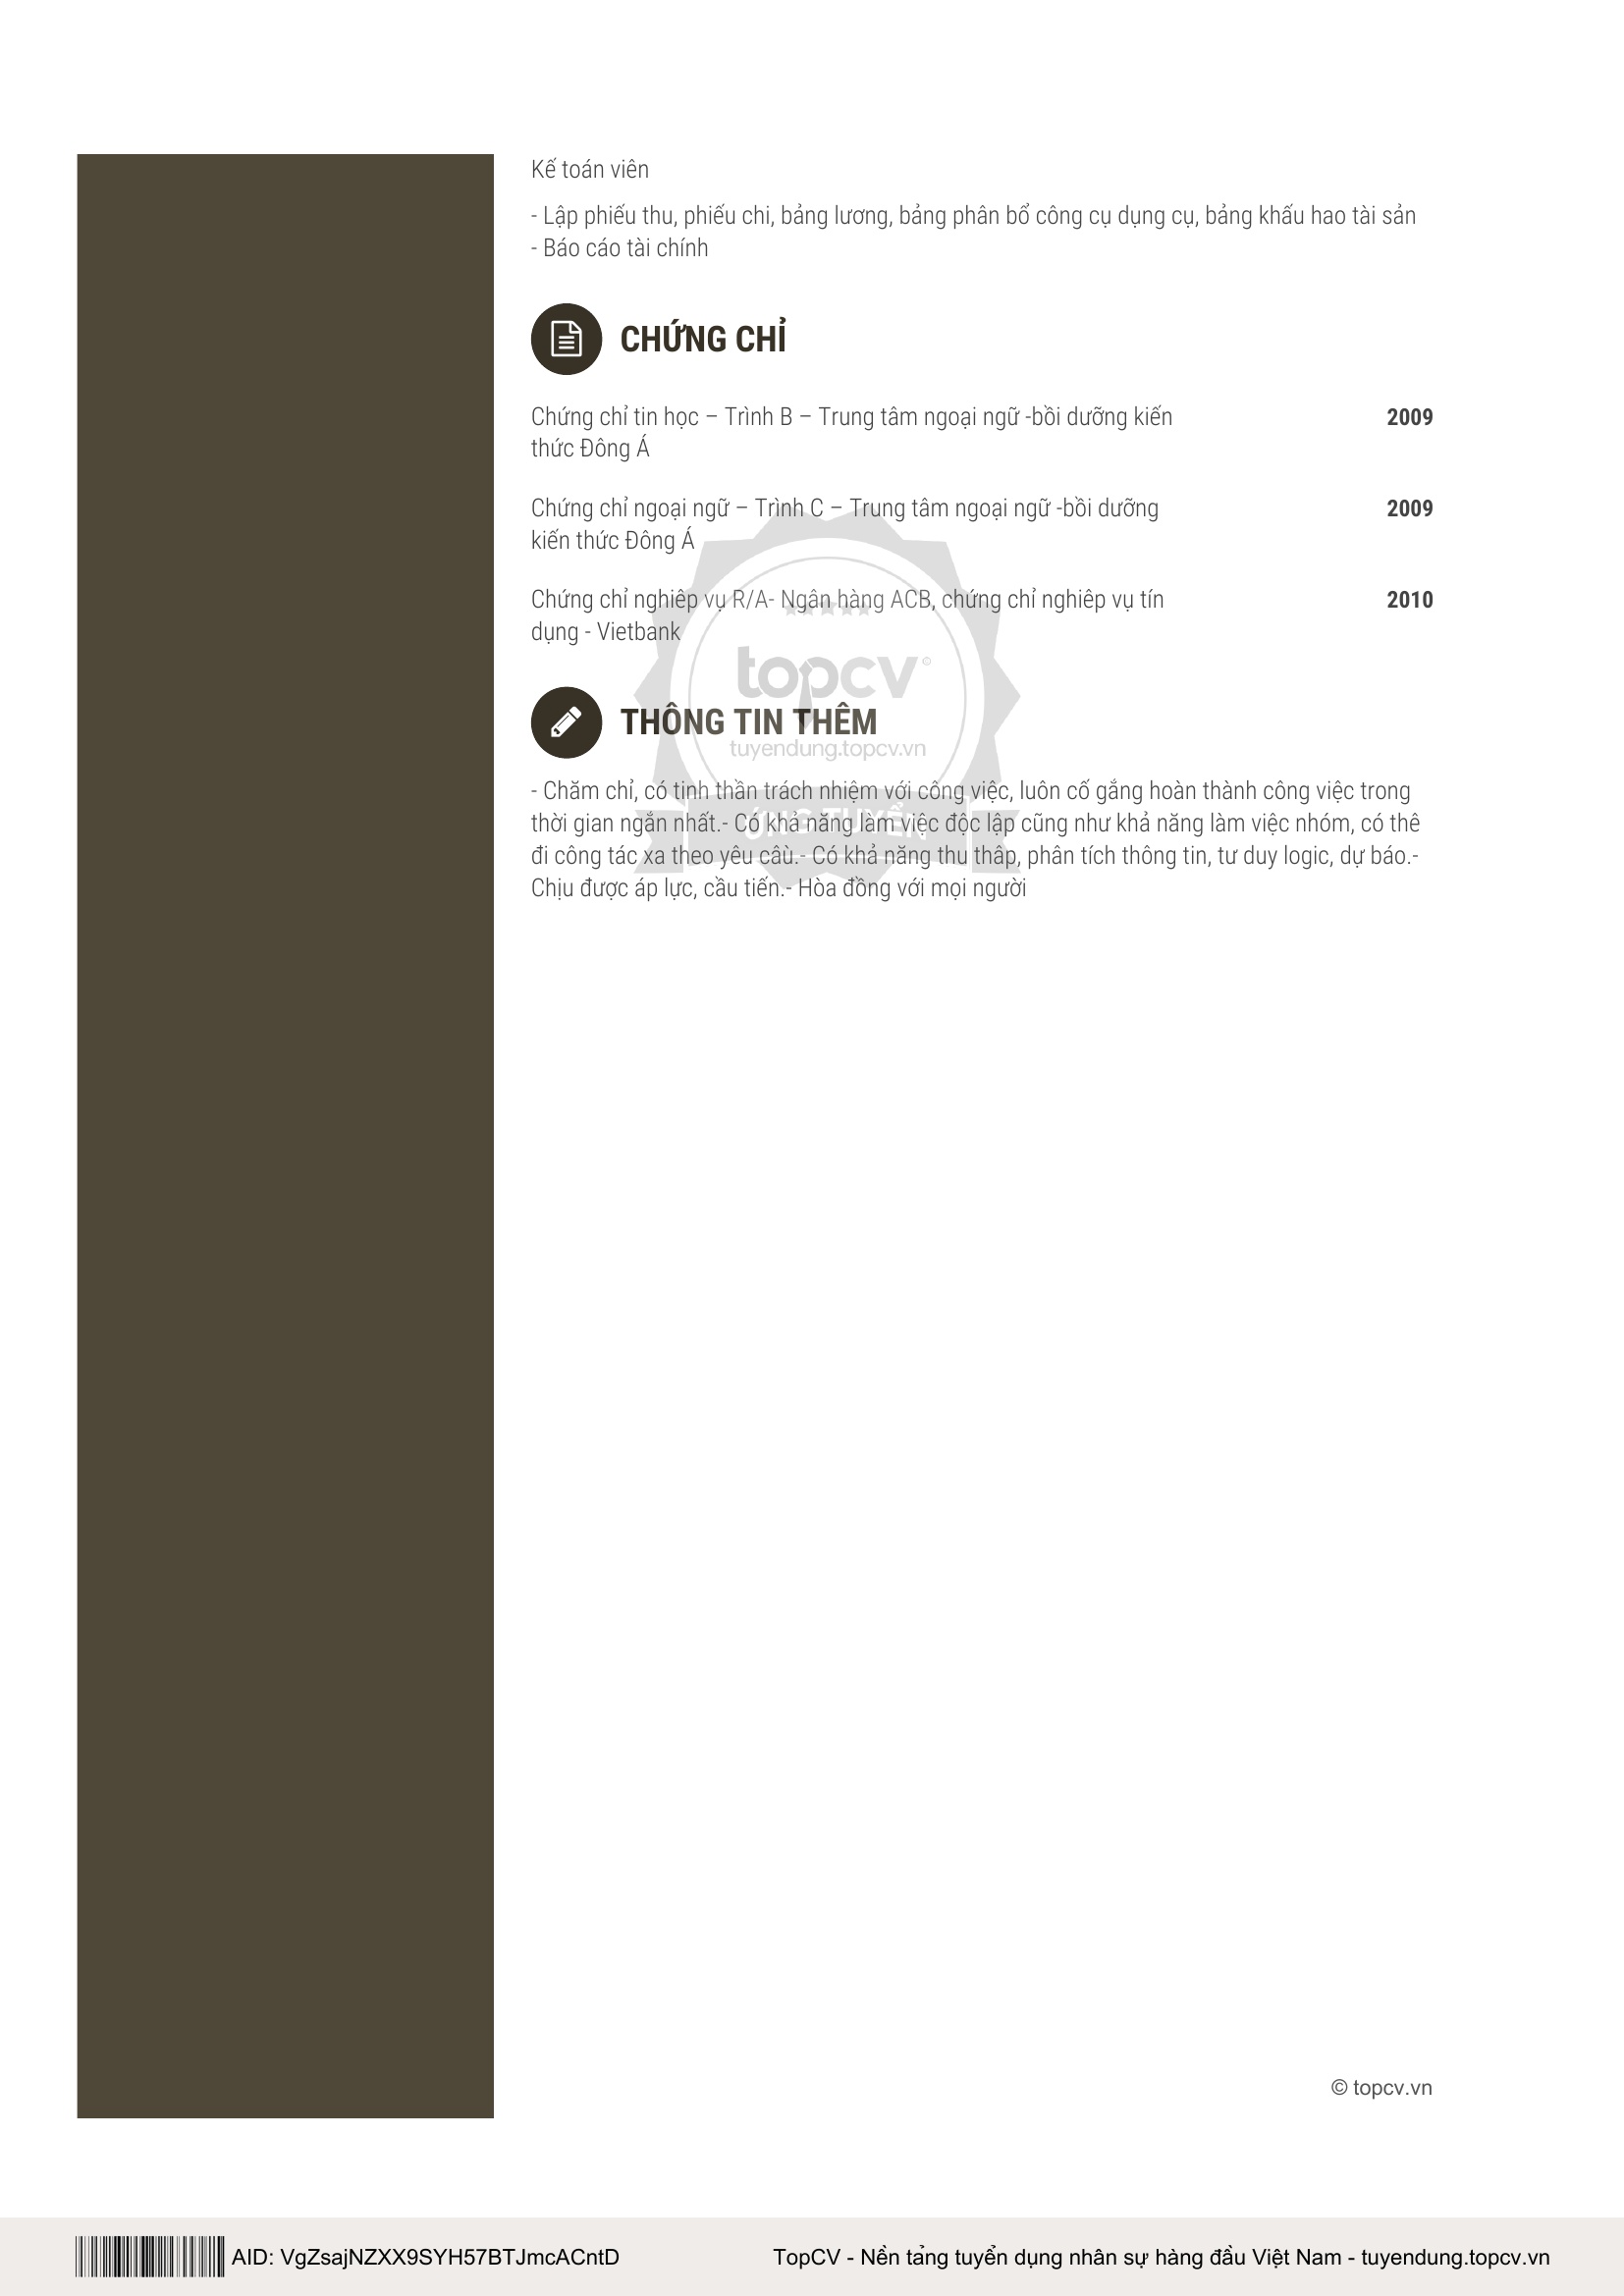 Kế toán viên
- Lập phiếu thu, phiếu chi, bảng lương, bảng phân bổ công cụ dụng cụ, bảng khấu hao tài sản
- Báo cáo tài chính
CHỨNG CHỈ
Chứng chỉ tin học – Trình B – Trung tâm ngoại ngữ -bồi dưỡng kiến
thức Đông Á
2009
Chứng chỉ ngoại ngữ – Trình C – Trung tâm ngoại ngữ -bồi dưỡng
kiến thức Đông Á
2009
Chứng chỉ nghiêp vụ R/A- Ngân hàng ACB, chứng chỉ nghiêp vụ tín
dụng - Vietbank
2010
topcv©
THÔNG TIN THÊM
tuyendung.topcv.vn
- Chăm chỉ, có tinh thần trách nhiệm với công việc, luôn cố gắng hoàn thành công việc trong
thời gian ngắn nhất.- Có khả năng làm việc độc lập cũng như khả năng làm việc nhóm, có thê
ỨNG TUYỂN
đi công tác xa theo yêu câù.- Có khả năng thu thâp, phân tích thông tin, tư duy logic, dự báo.-
Chịu được áp lực, cầu tiến.- Hòa đồng với mọi người
© topcv.vn
AID: VgZsajNZXX9SYH57BTJmcACntD
TopCV - Nền tảng tuyển dụng nhân sự hàng đầu Việt Nam - tuyendung.topcv.vn